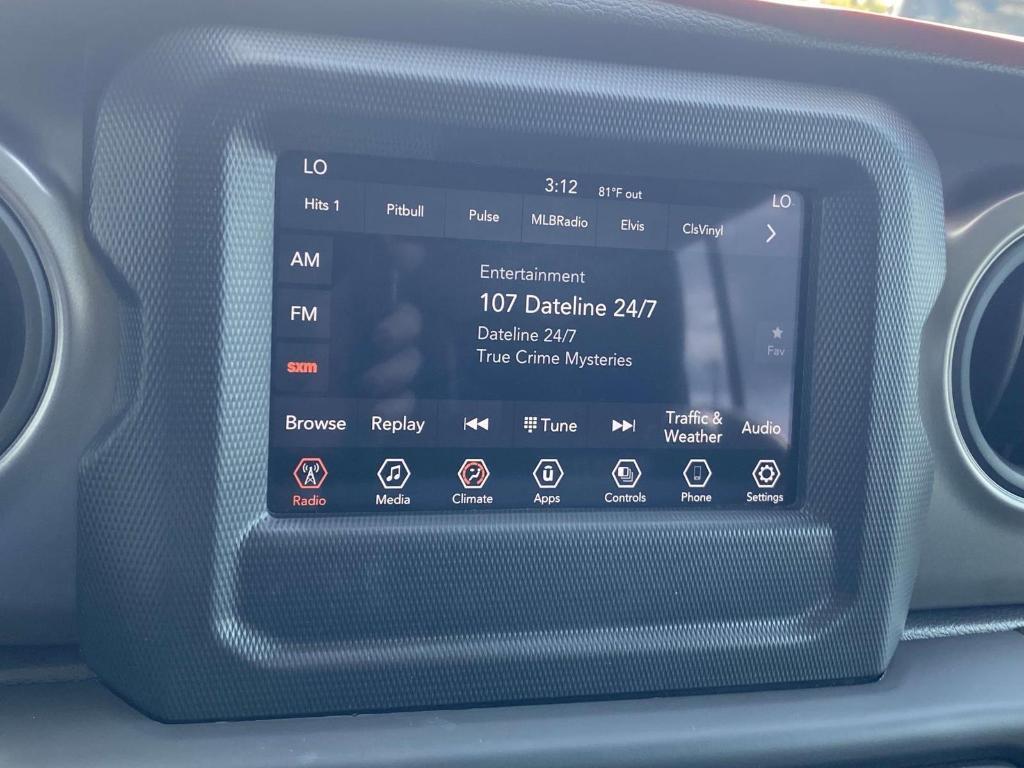 LO 3:12 81°F out LO
Hits 1 Pitbull Pulse MLBRadio Elvis ClsVinyl
AM
Entertainment
FM
107 Dateline 24/7
Dateline 24/7
Fav
sxm
True Crime Mysteries
Browse Replay Tune Traffic & Weather Audio
Radio Media Climate Apps Controls Phone Settings